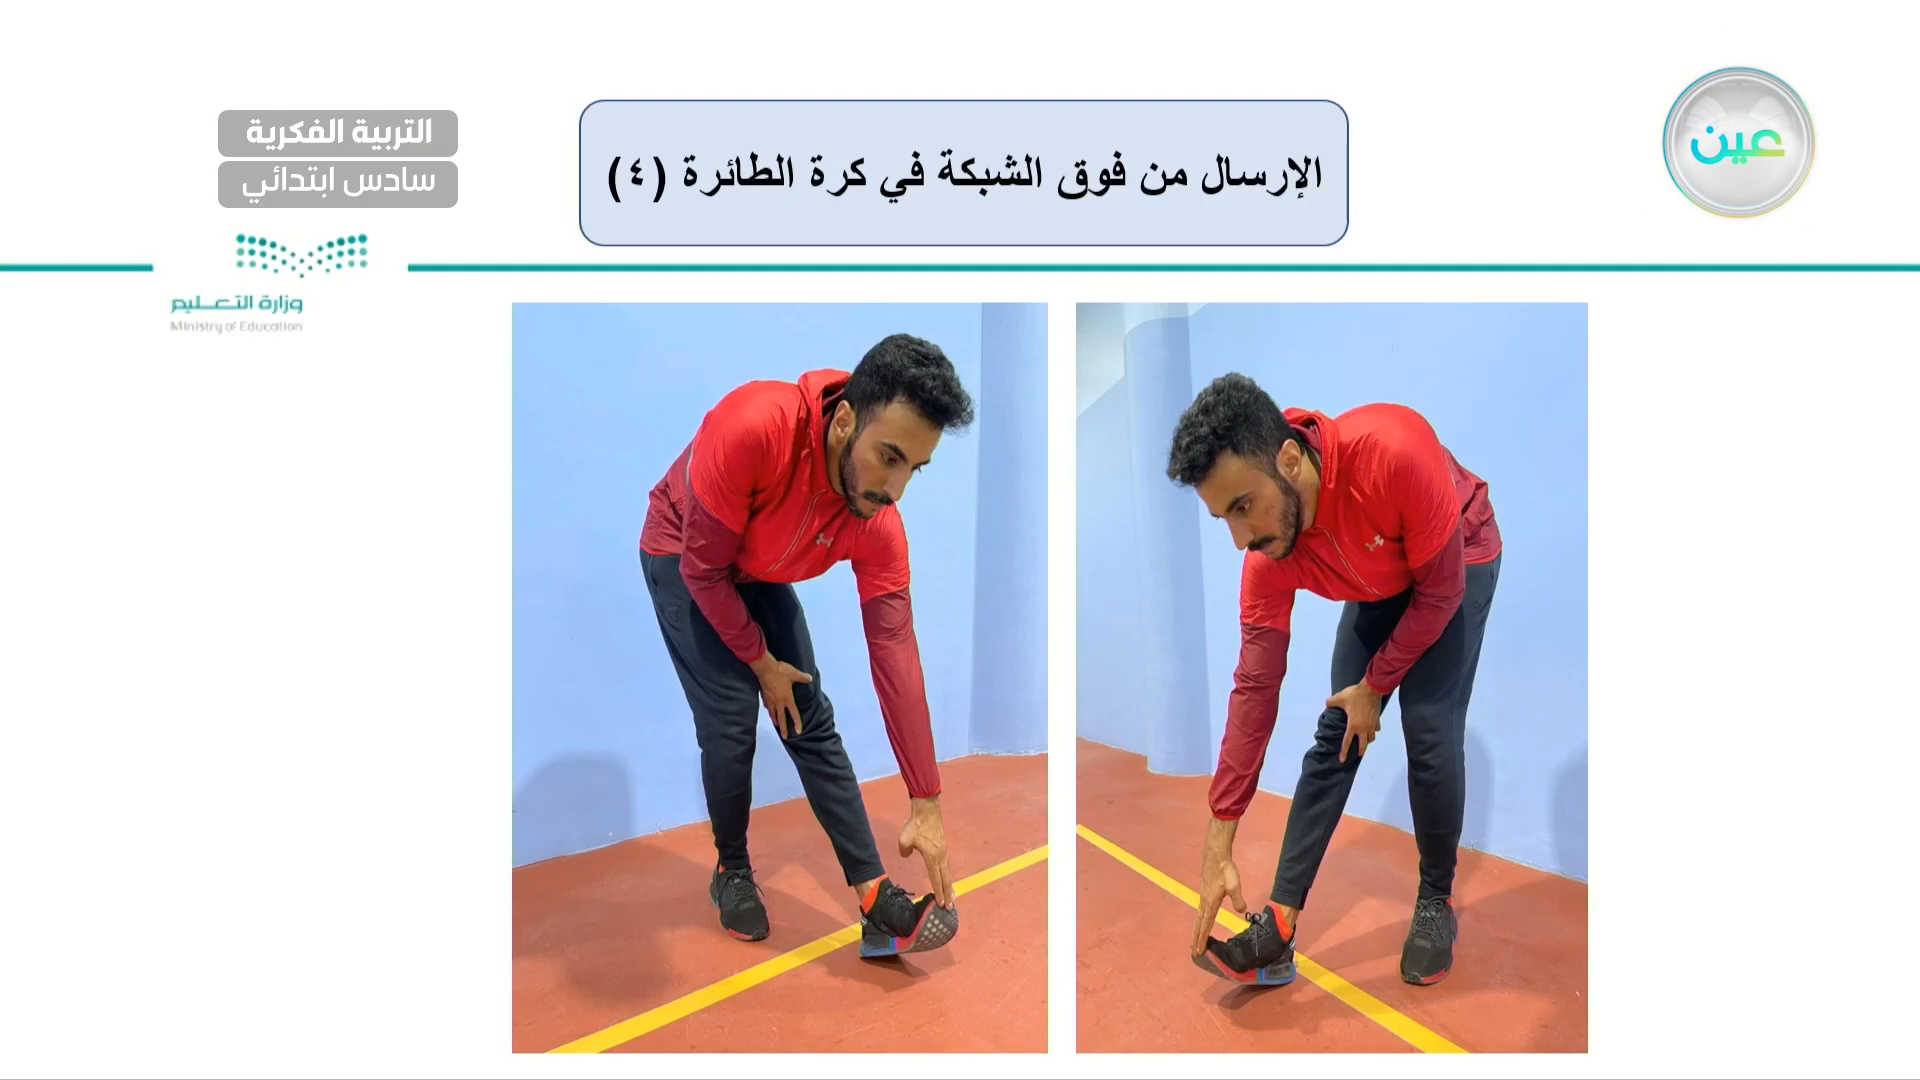 عين
الإرسال من فوق الشبكة في كرة الطائرة (٤)
التربية الفكرية
سادس ابتدائي
وزارة التعليم
Ministry of Education